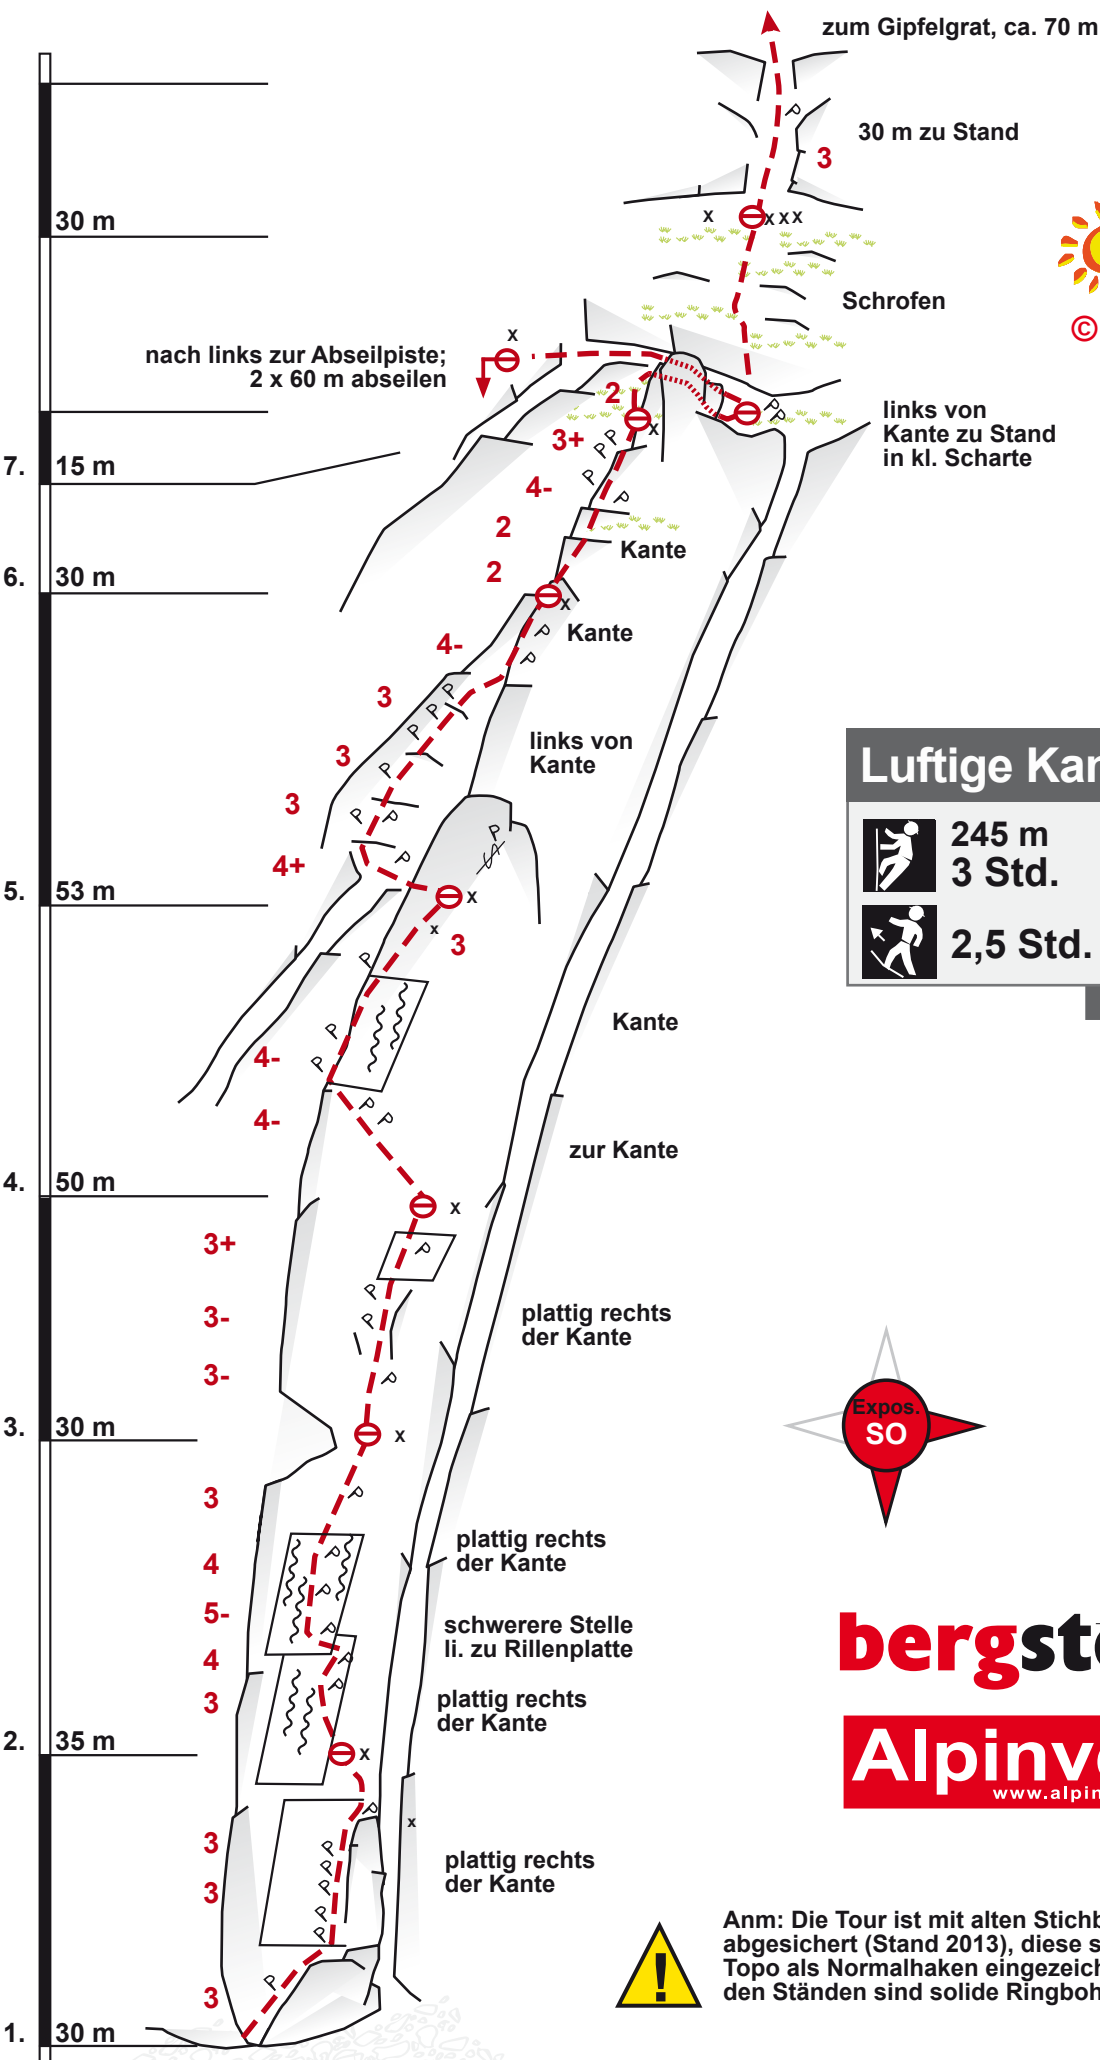 zum Gipfelgrat, ca. 70 m
30 m zu Stand
3
30 m
x
x x x
Schrofen
©
x
nach links zur Abseilpiste;
2 x 60 m abseilen
2
3+
x
links von
Kante zu Stand
in kl. Scharte
7. 15 m
4-
2
Kante
2
6. 30 m
x
Kante
4-
3
links von
Kante
3
3
Luftige Kan
245 m
3 Std.
2,5 Std.
4+
5. 53 m
x
x
3
Kante
4-
4-
zur Kante
4. 50 m
x
3+
3-
plattig rechts
der Kante
3-
3. 30 m
x
Expos.
SO
3
4
plattig rechts
der Kante
5-
schwerere Stelle
li. zu Rillenplatte
4
3
plattig rechts
der Kante
bergst
2. 35 m
x
Alpinv
www.alpin
x
3
3
plattig rechts
der Kante
Anm: Die Tour ist mit alten Stichb
abgesichert (Stand 2013), diese s
Topo als Normalhaken eingezeich
den Ständen sind solide Ringboh
!
3
1. 30 m